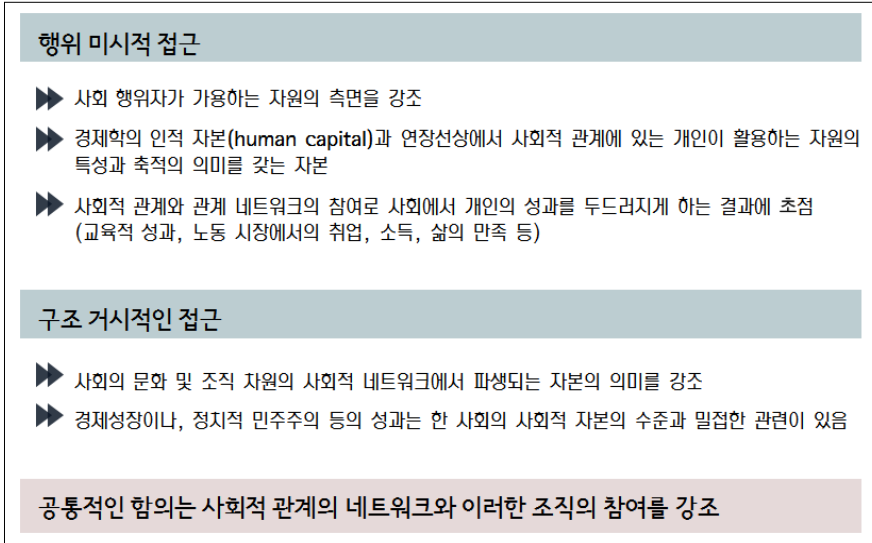 행위 미시적 접근
사회 행위자가 가용하는 자원의 측면을 강조
경제학의 인적 자본(human capital)과 연장선상에서 사회적 관계에 있는 개인이 활용하는 자원의
특성과 축적의 의미를 갖는 자본
사회적 관계와 관계 네트워크의 참여로 사회에서 개인의 성과를 두드러지게 하는 결과에 초점
(교육적 성과, 노동 시장에서의 취업, 소득, 삶의 만족 등)
구조 거시적인 접근
사회의 문화 및 조직 차원의 사회적 네트워크에서 파생되는 자본의 의미를 강조
경제성장이나, 정치적 민주주의 등의 성과는 한 사회의 사회적 자본의 수준과 밀접한 관련이 있음
공통적인 함의는 사회적 관계의 네트워크와 이러한 조직의 참여를 강조